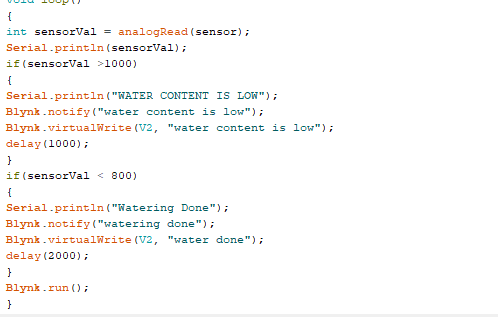 void loop()
{
int sensorVal = analogRead(sensor);
Serial.println(sensorVal);
if(sensorVal >1000)
{
Serial.println("WATER CONTENT IS LOW");
Blynk.notify("water content is low");
Blynk.virtualWrite(V2, "water content is low");
delay(1000);
}
if(sensorVal < 800)
{
Serial.println("Watering Done");
Blynk.notify("watering done");
Blynk.virtualWrite(V2, "water done");
delay(2000);
}
Blynk.run();
}